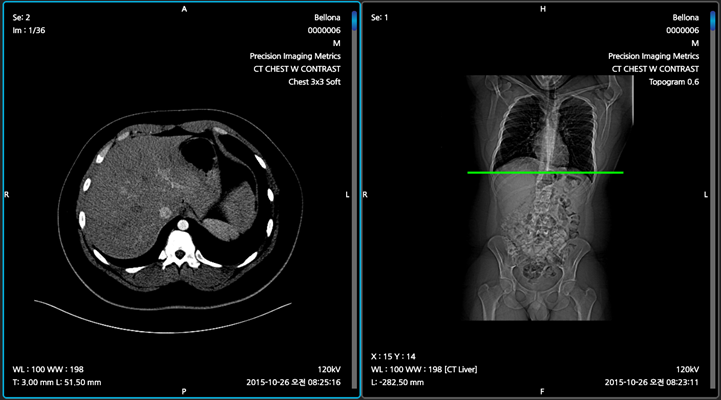 A
Se: 2
Im : 1/36
Bellona
0000006
M
Precision Imaging Metrics
CT CHEST W CONTRAST
Chest 3x3 Soft
R
L
WL : 100 WW : 198
T: 3,00 mm L: 51,50 mm
120kV
2015-10-26 오전 08:25:16
P
H
Se: 1
Bellona
0000006
M
Precision Imaging Metrics
CT CHEST W CONTRAST
Topogram 0.6
R
L
X : 15 Y : 14
WL : 100 WW : 198 [CT Liver]
L: -282,50 mm
120kV
2015-10-26 오전 08:23:11
F